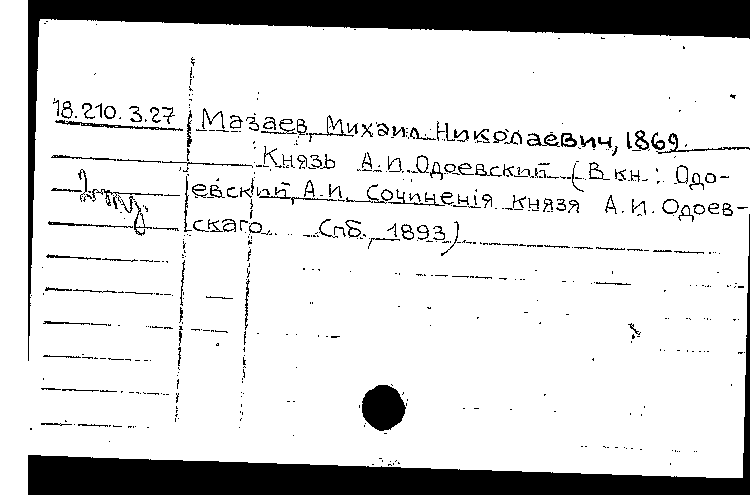 18.210.3.27 Мазаев, Михаил Николаевич, 1869.
Князь А.И. Одоевский (В кн.: Одо-
евский, А.И. Сочиненія князя А.И. Одоев-
скаго. Спб., 1893)